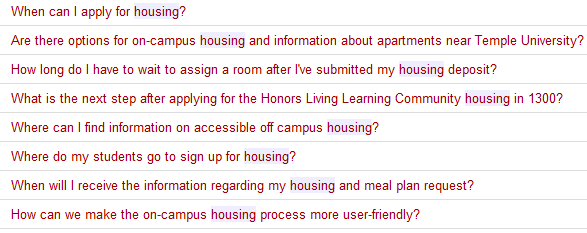 When can I apply for housing?
Are there options for on-campus housing and information about apartments near Temple University?
How long do I have to wait to assign a room after I've submitted my housing deposit?
What is the next step after applying for the Honors Living Learning Community housing in 1300?
Where can I find information on accessible off campus housing?
Where do my students go to sign up for housing?
When will I receive the information regarding my housing and meal plan request?
How can we make the on-campus housing process more user-friendly?